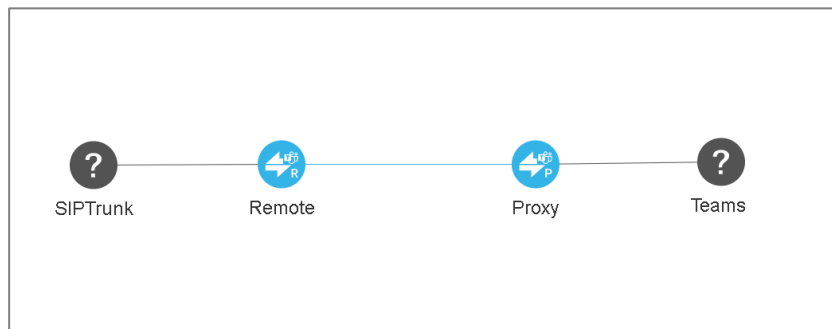 ?
R
P
?
SIPTrunk
Remote
Proxy
Teams